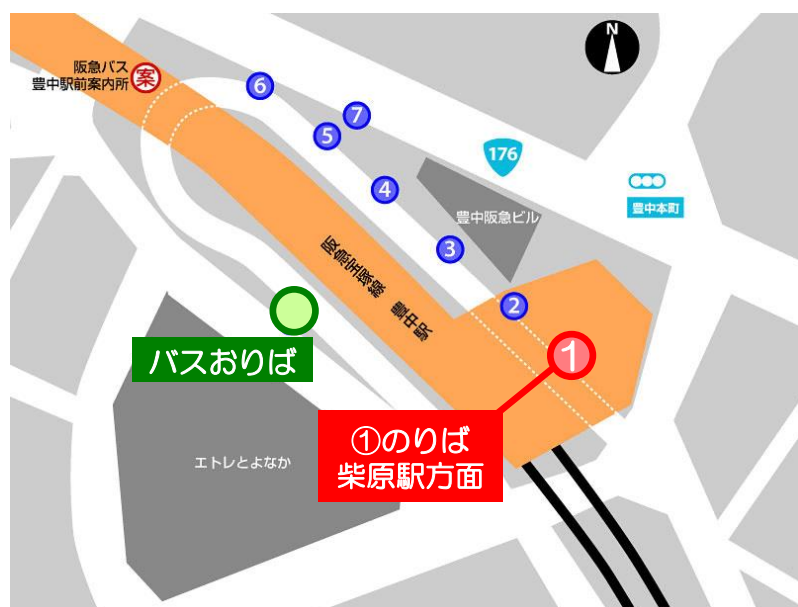 N
阪急バス
豊中駅前案内所
案
⑥
⑦
⑤
176
④
豊中本町
豊中阪急ビル
③
阪急宝塚線 豊中駅
②
①
バスおりば
①のりば
柴原駅方面
エトレとよなか